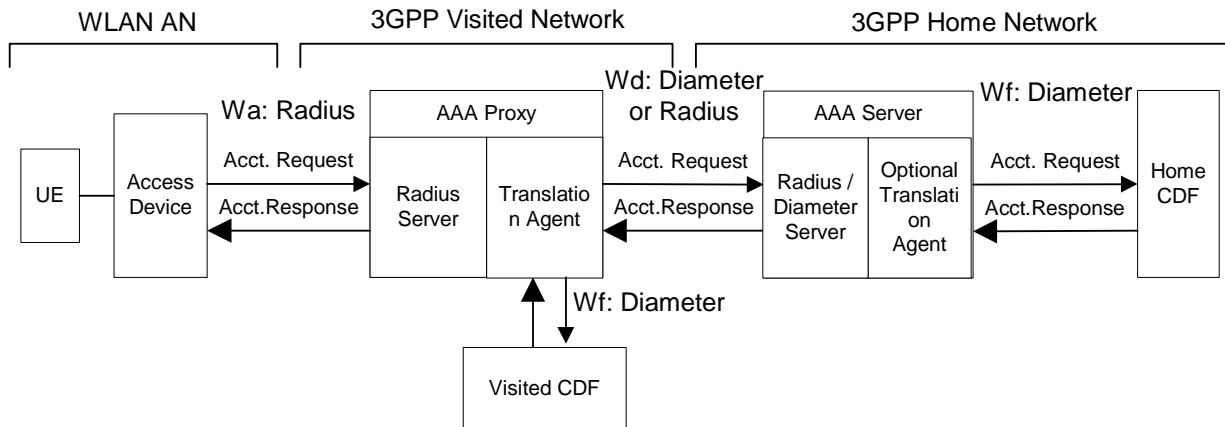 WLAN AN
3GPP Visited Network
3GPP Home Network
Wa: Radius
Wd: Diameter
or Radius
Wf: Diameter
AAA Proxy
AAA Server
UE
Access
Device
Acct. Request
Acct.Response
Radius
Server
Translatio
n Agent
Acct. Request
Acct.Response
Radius /
Diameter
Server
Optional
Translati
on
Agent
Acct. Request
Acct.Response
Home
CDF
Wf: Diameter
Visited CDF